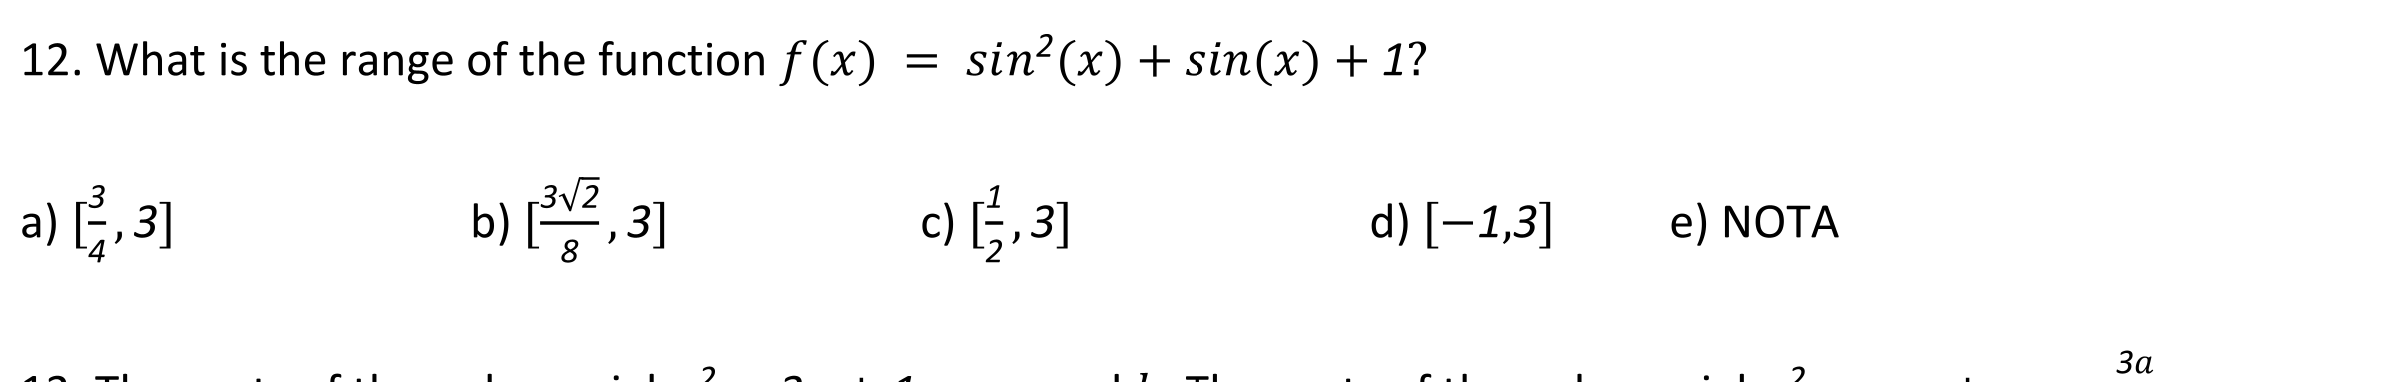 12. What is the range of the function f(x) = sin²(x) + sin(x) + 1?
a) [3/4, 3] b) [3√2/8, 3] c) [1/2, 3] d) [−1,3] e) NOTA
3a